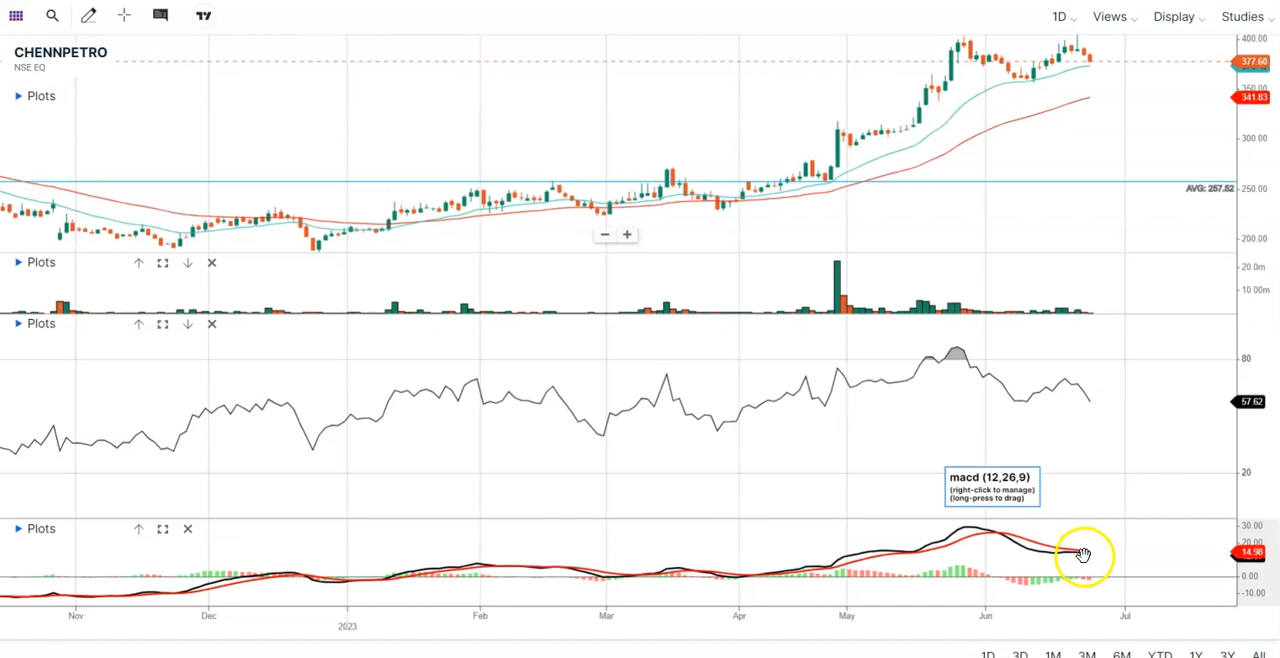 1D Views Display Studies
CHENNPETRO
NSE EQ
Plots
400.00
377.60
350.00
341.83
300.00
AVG: 257.52
250.00
200.00
Plots
20.0m
10.00m
Plots
80
57.62
20
macd (12,26,9)
(right-click to manage)
(long-press to drag)
Plots
30.00
20.00
14.98
0.00
-10.00
Nov Dec Feb Mar Apr May Jun Jul
2023
1D 3D 1M 3M 6M YTD 1Y 3Y All